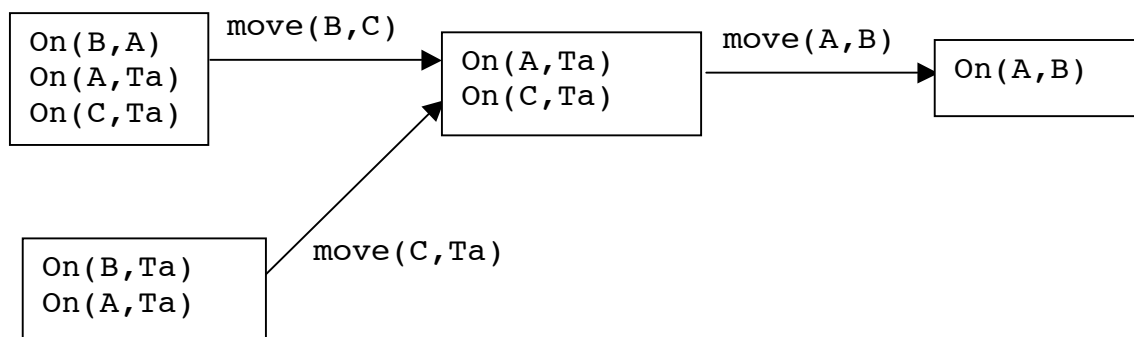 On(B,A)
On(A,Ta)
On(C,Ta)
move(B,C)
On(A,Ta)
On(C,Ta)
move(A,B)
On(A,B)
On(B,Ta)
On(A,Ta)
move(C,Ta)